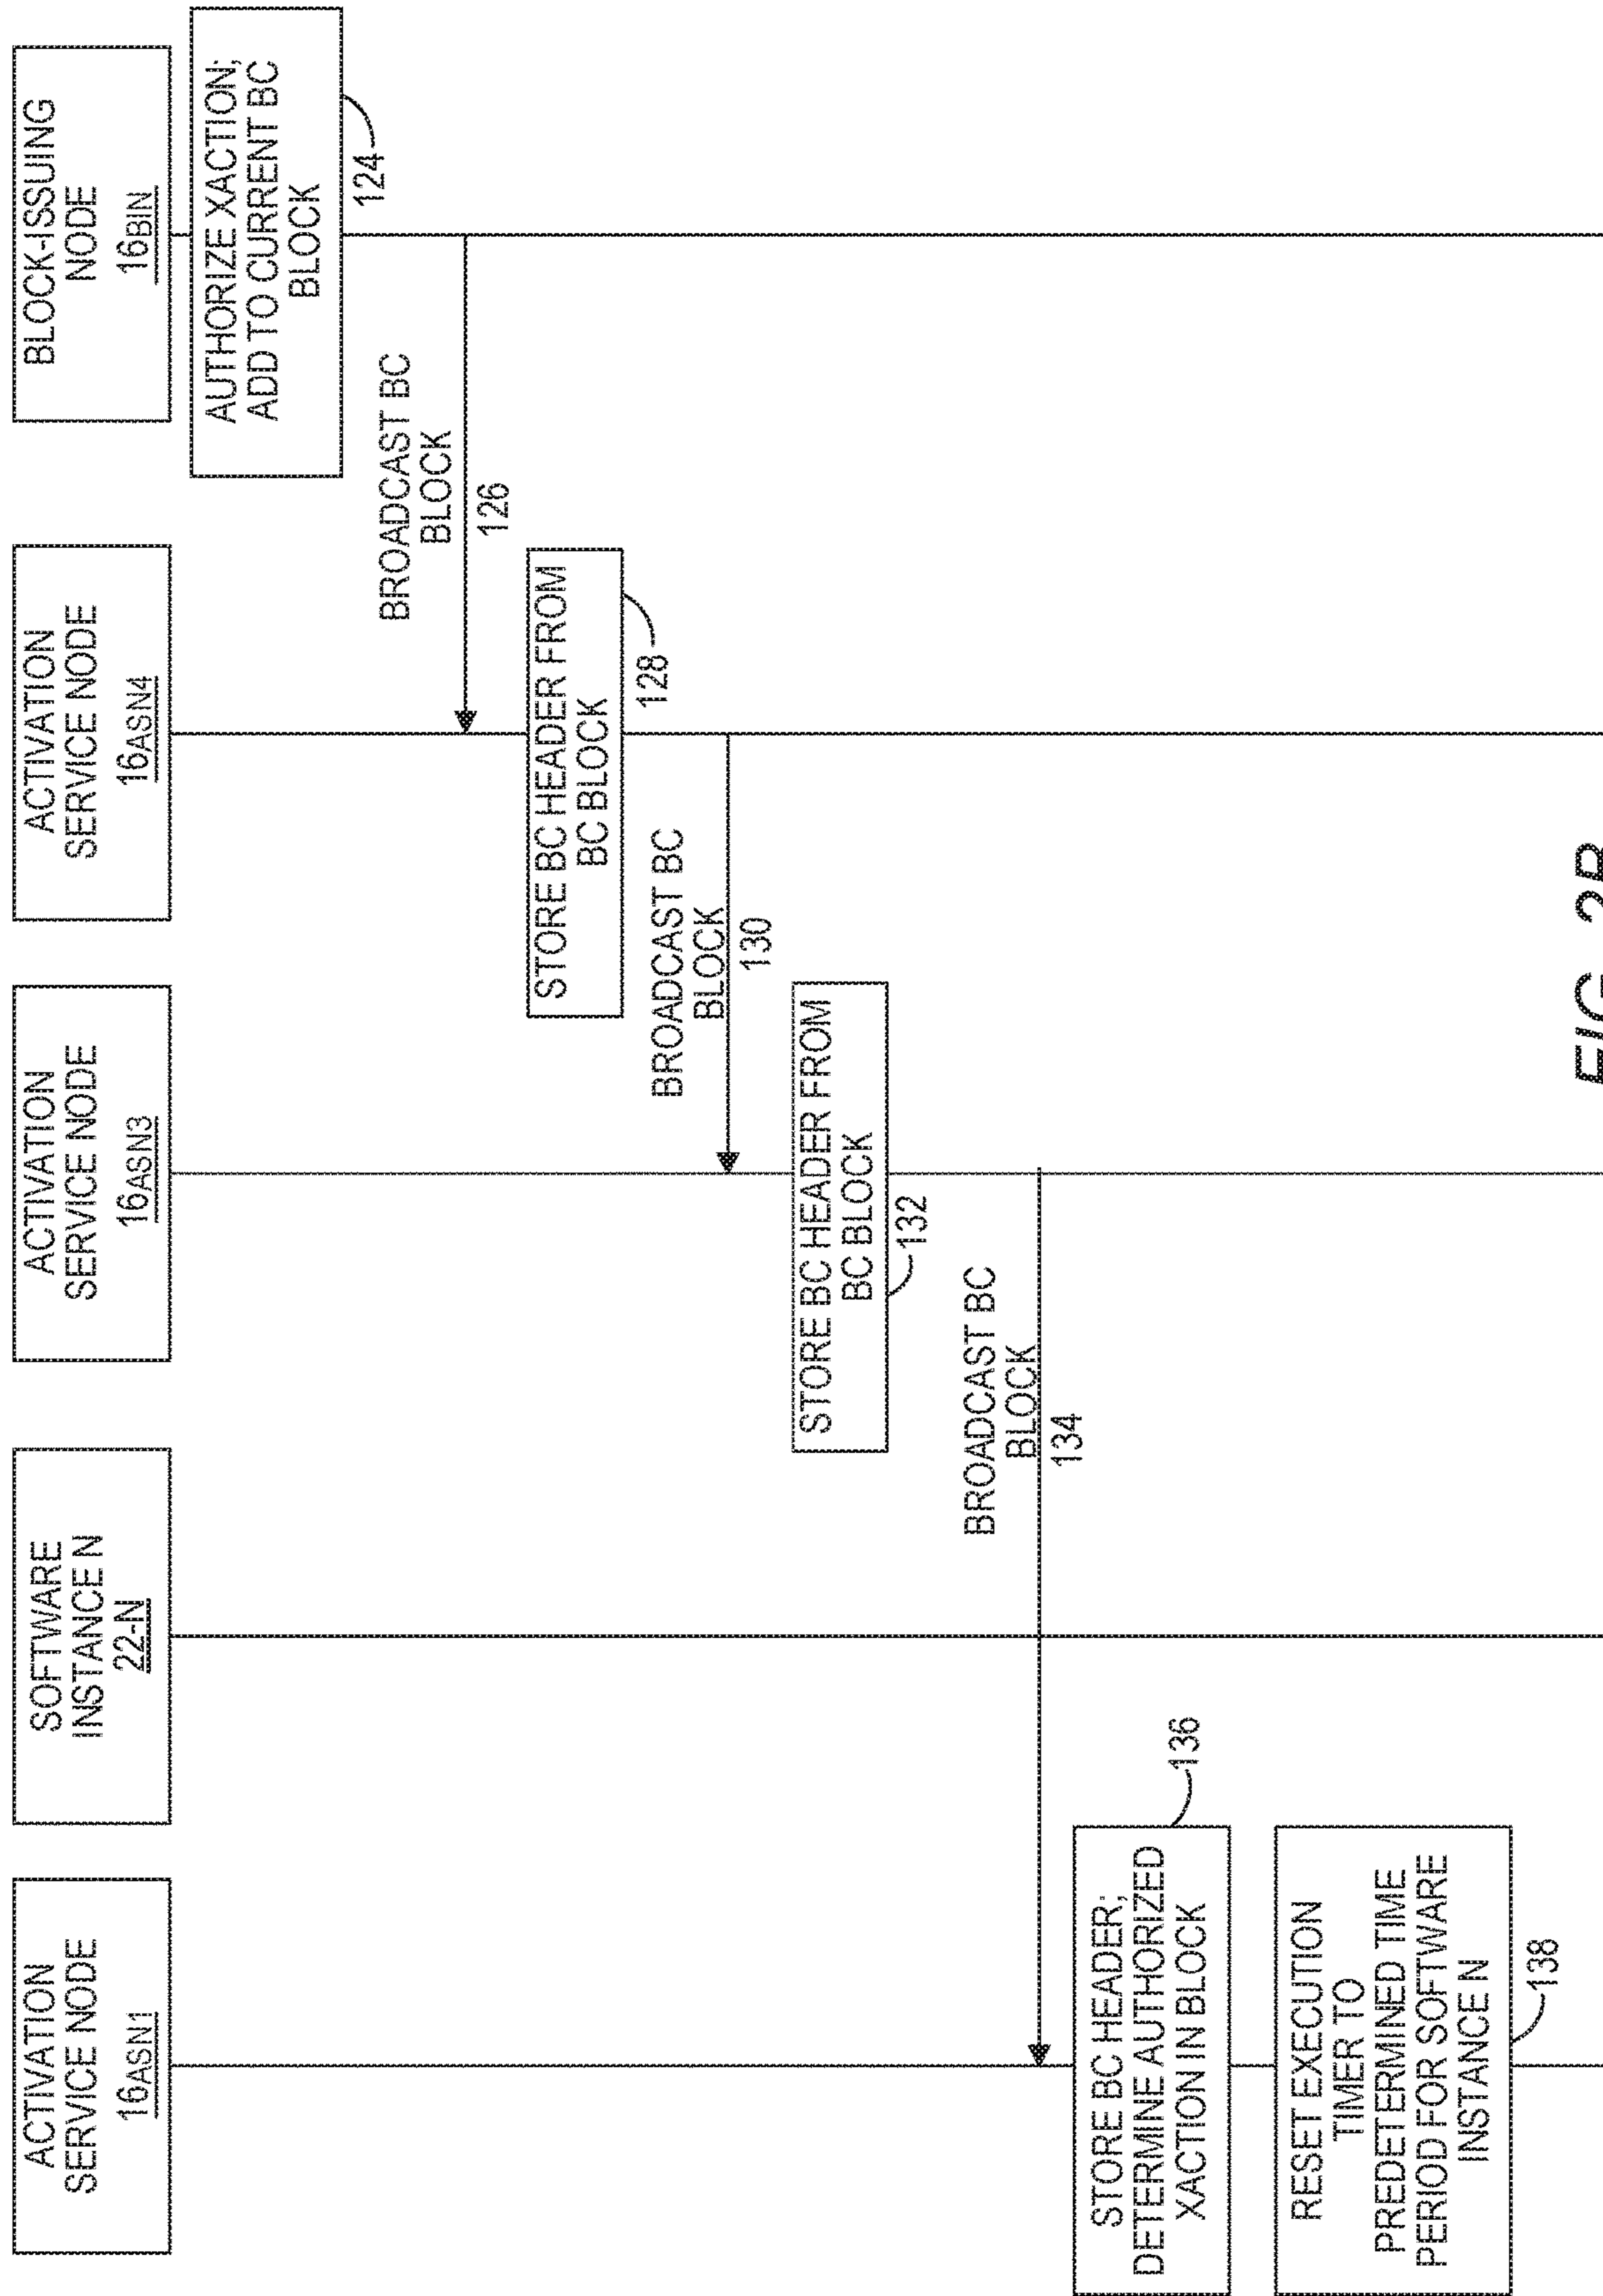 ACTIVATION
SERVICE NODE
16ASN1
SOFTWARE
INSTANCE N
22-N
ACTIVATION
SERVICE NODE
16ASN3
ACTIVATION
SERVICE NODE
16ASN4
BLOCK-ISSUING
NODE
16BIN
AUTHORIZE XACTION;
ADD TO CURRENT BC
BLOCK
124
BROADCAST BC
BLOCK
126
STORE BC HEADER FROM
BC BLOCK
128
BROADCAST BC
BLOCK
130
STORE BC HEADER FROM
BC BLOCK
132
BROADCAST BC
BLOCK
134
STORE BC HEADER;
DETERMINE AUTHORIZED
XACTION IN BLOCK
136
RESET EXECUTION
TIMER TO
PREDETERMINED TIME
PERIOD FOR SOFTWARE
INSTANCE N
138
FIG. 2B